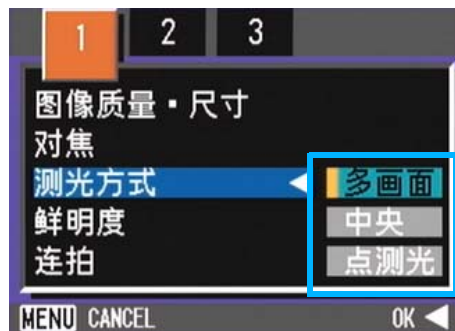 1 2 3
图像质量▪尺寸
对焦
测光方式 ◀ 多画面
鲜明度 中央
连拍 点测光
MENU CANCEL OK ◀